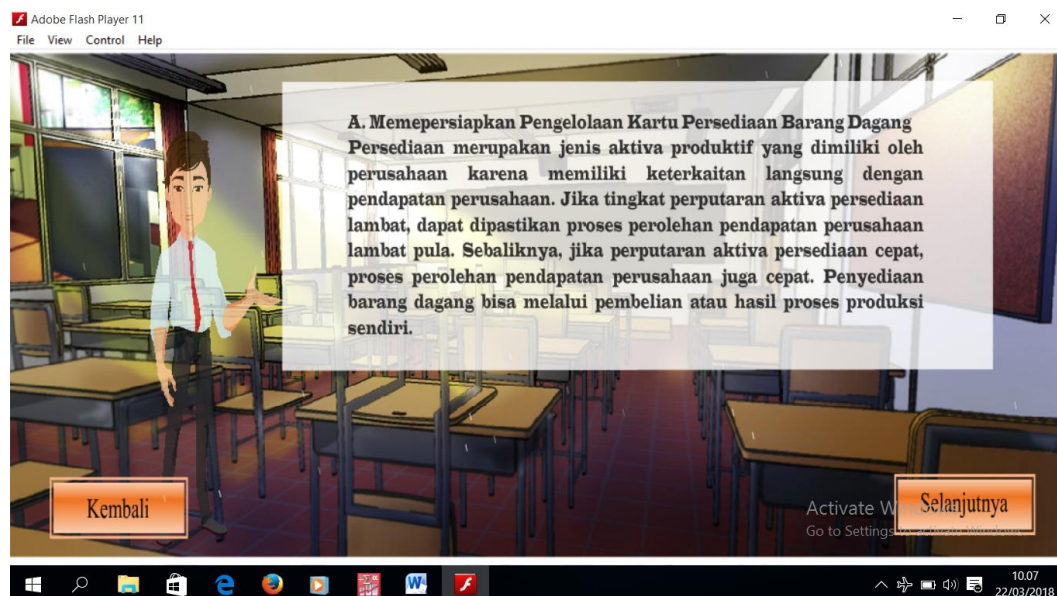 Adobe Flash Player 11
File View Control Help
A. Memepersiapkan Pengelolaan Kartu Persediaan Barang Dagang
Persediaan merupakan jenis aktiva produktif yang dimiliki oleh
perusahaan karena memiliki keterkaitan langsung dengan
pendapatan perusahaan. Jika tingkat perputaran aktiva persediaan
lambat, dapat dipastikan proses perolehan pendapatan perusahaan
lambat pula. Sebaliknya, jika perputaran aktiva persediaan cepat,
proses perolehan pendapatan perusahaan juga cepat. Penyediaan
barang dagang bisa melalui pembelian atau hasil proses produksi
sendiri.
Kembali
Selanjutnya
Activate
Go to Settings
10.07
22/03/2018